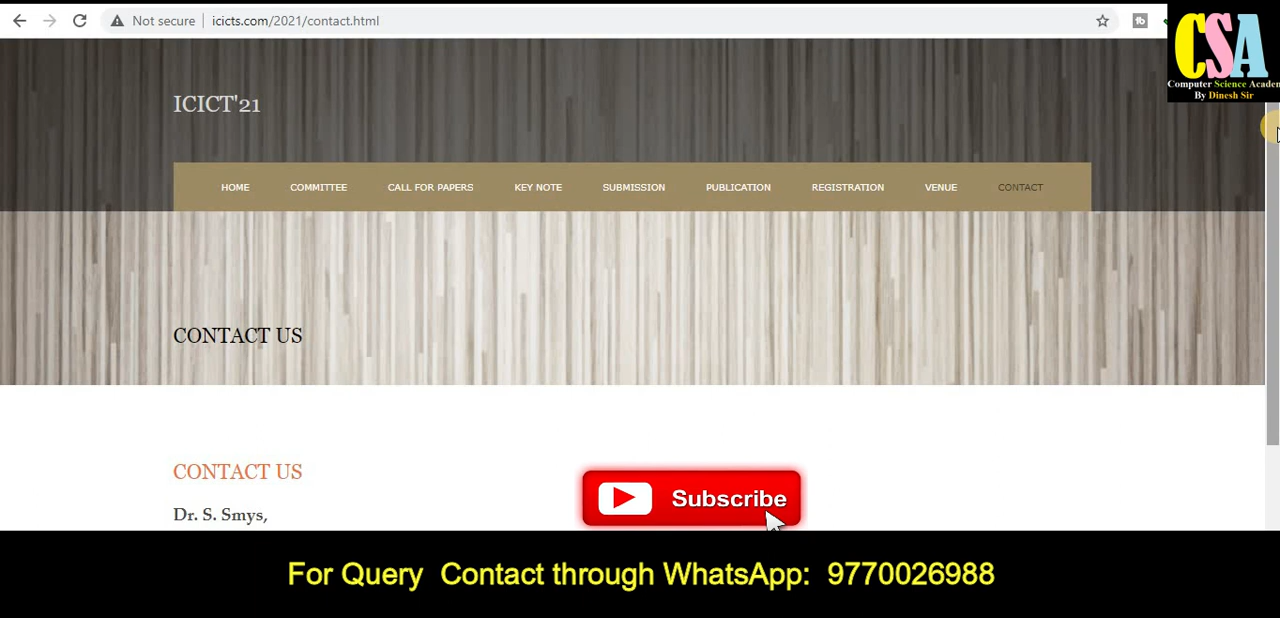 Not secure icicts.com/2021/contact.html
CSA
Computer Science
By Dinesh Sir
ICICT'21
HOME COMMITTEE CALL FOR PAPERS KEY NOTE SUBMISSION PUBLICATION REGISTRATION VENUE CONTACT
CONTACT US
CONTACT US
Dr. S. Smys,
Subscribe
For Query Contact through WhatsApp: 9770026988